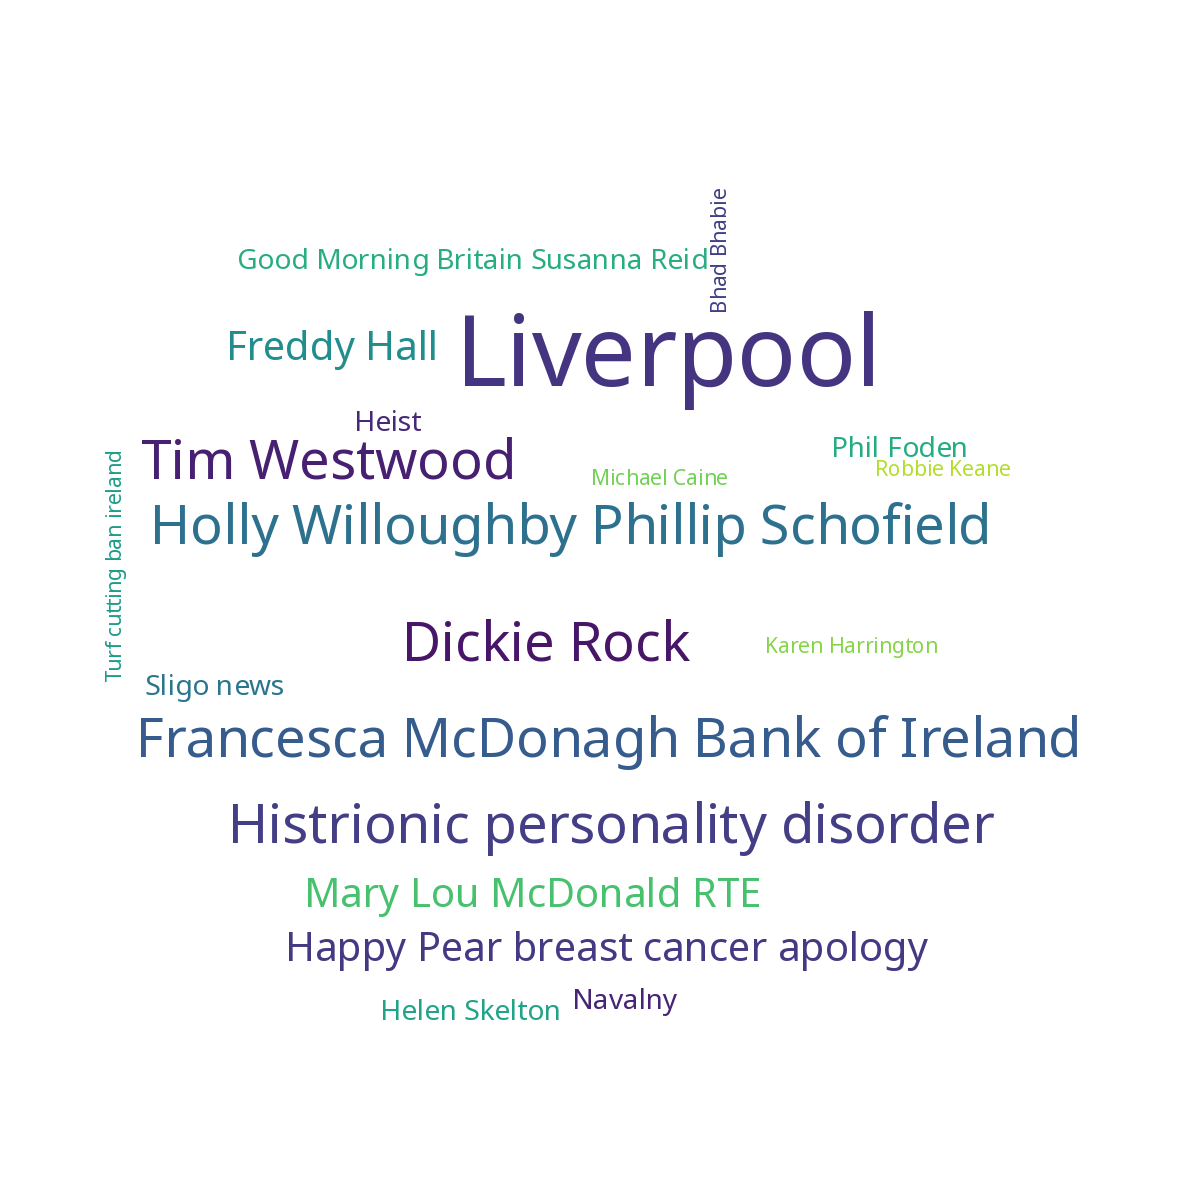 Bhad Bhabie
Good Morning Britain Susanna Reid
Freddy Hall
Liverpool
Heist
Tim Westwood
Phil Foden
Robbie Keane
Michael Caine
Turf cutting ban ireland
Holly Willoughby Phillip Schofield
Dickie Rock
Karen Harrington
Sligo news
Francesca McDonagh Bank of Ireland
Histrionic personality disorder
Mary Lou McDonald RTE
Happy Pear breast cancer apology
Helen Skelton
Navalny